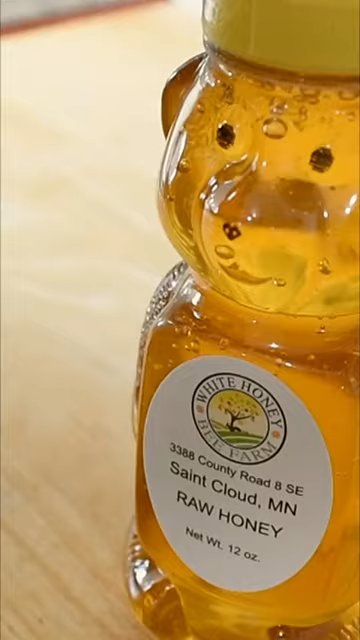 WHITE HONEY
BEE FARM
3388 County Road 8 SE
Saint Cloud, MN
RAW HONEY
Net Wt. 12 oz.